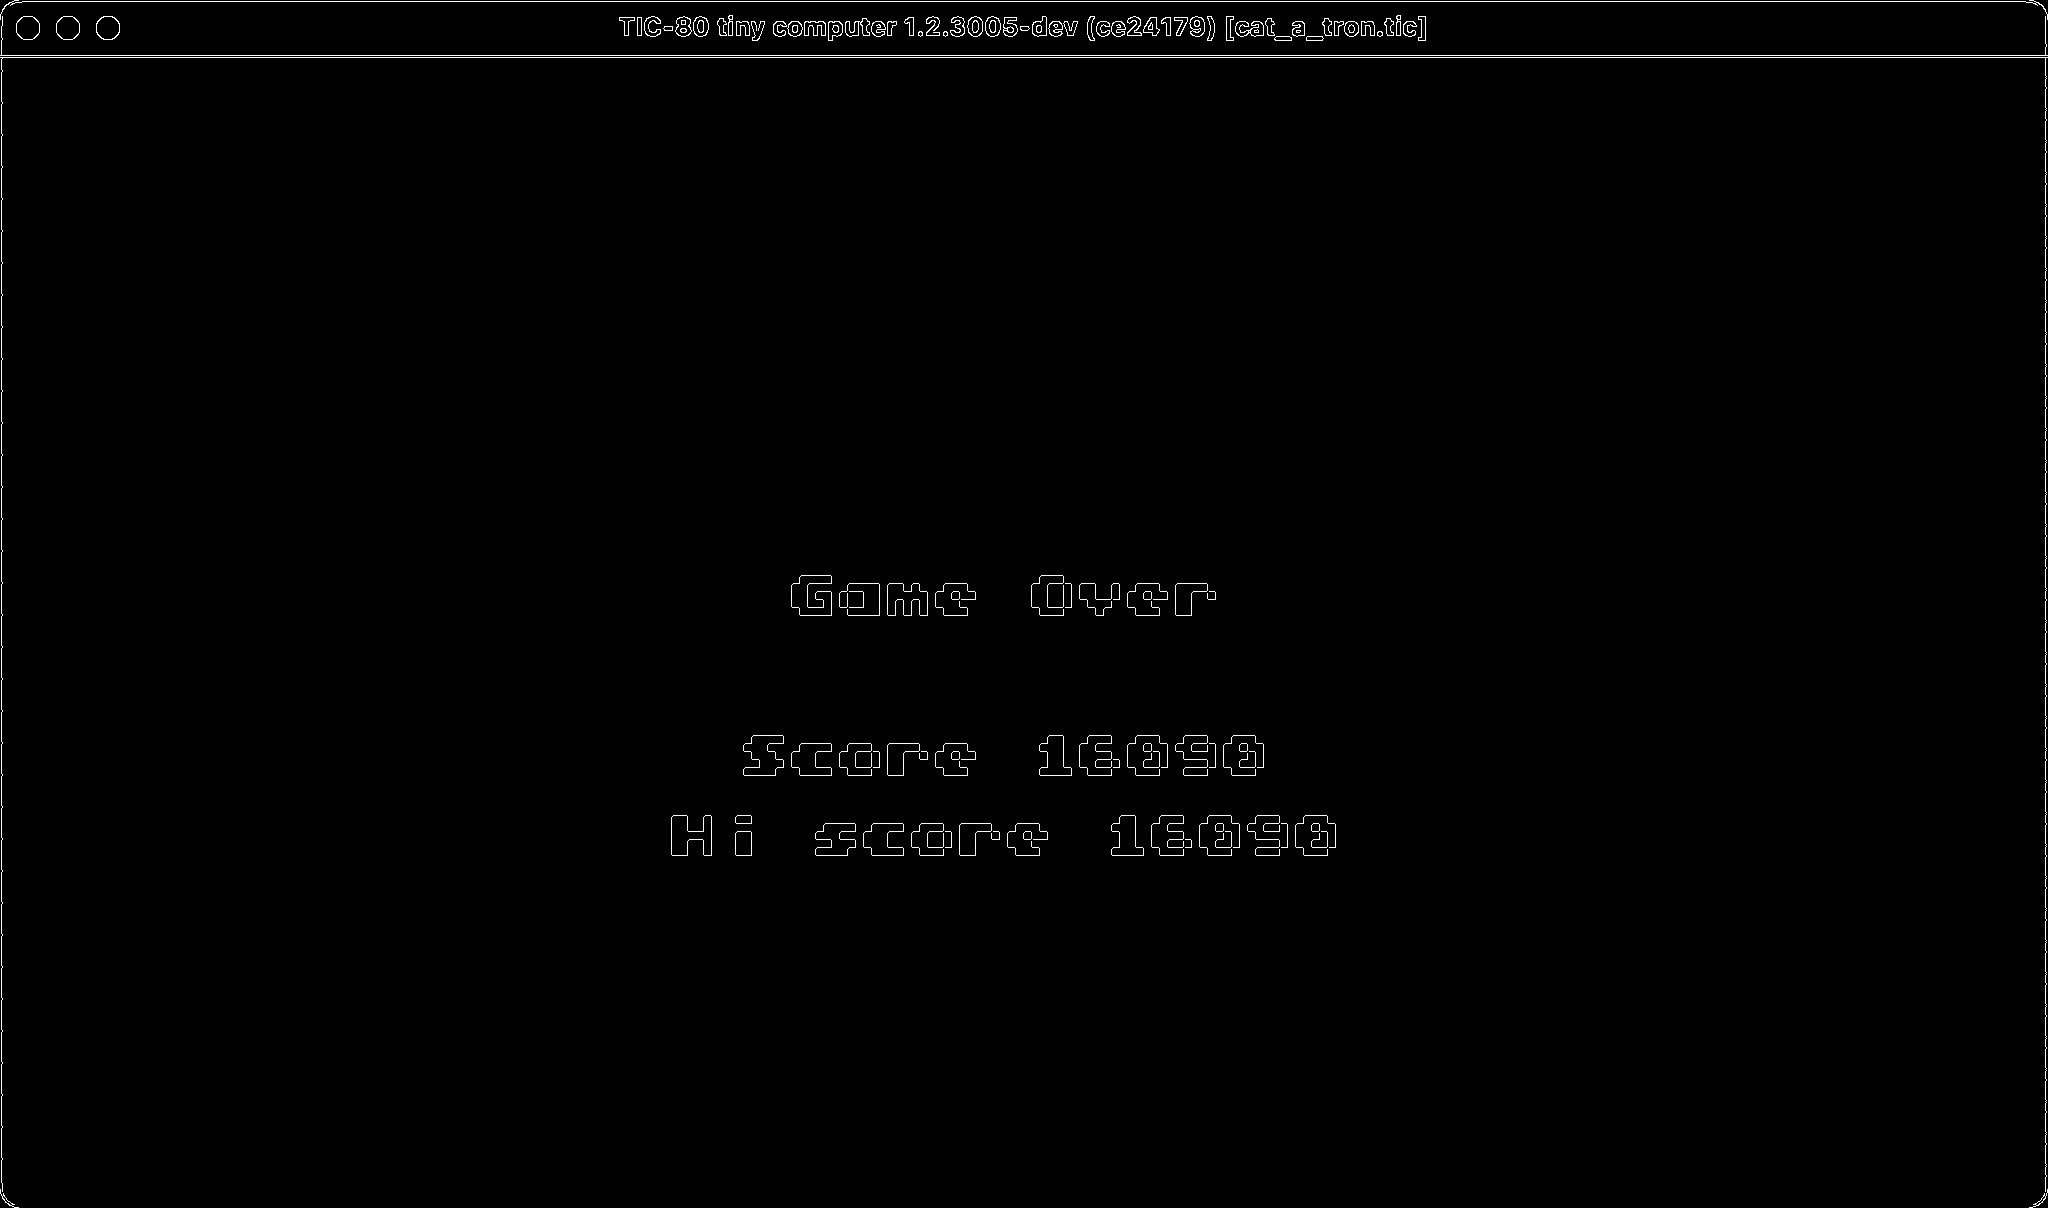 TIC-80 tiny computer 1.2.3005-dev (ce24179) [cat_a_tron.tic]
Game Over
Score 16090
Hi score 16090